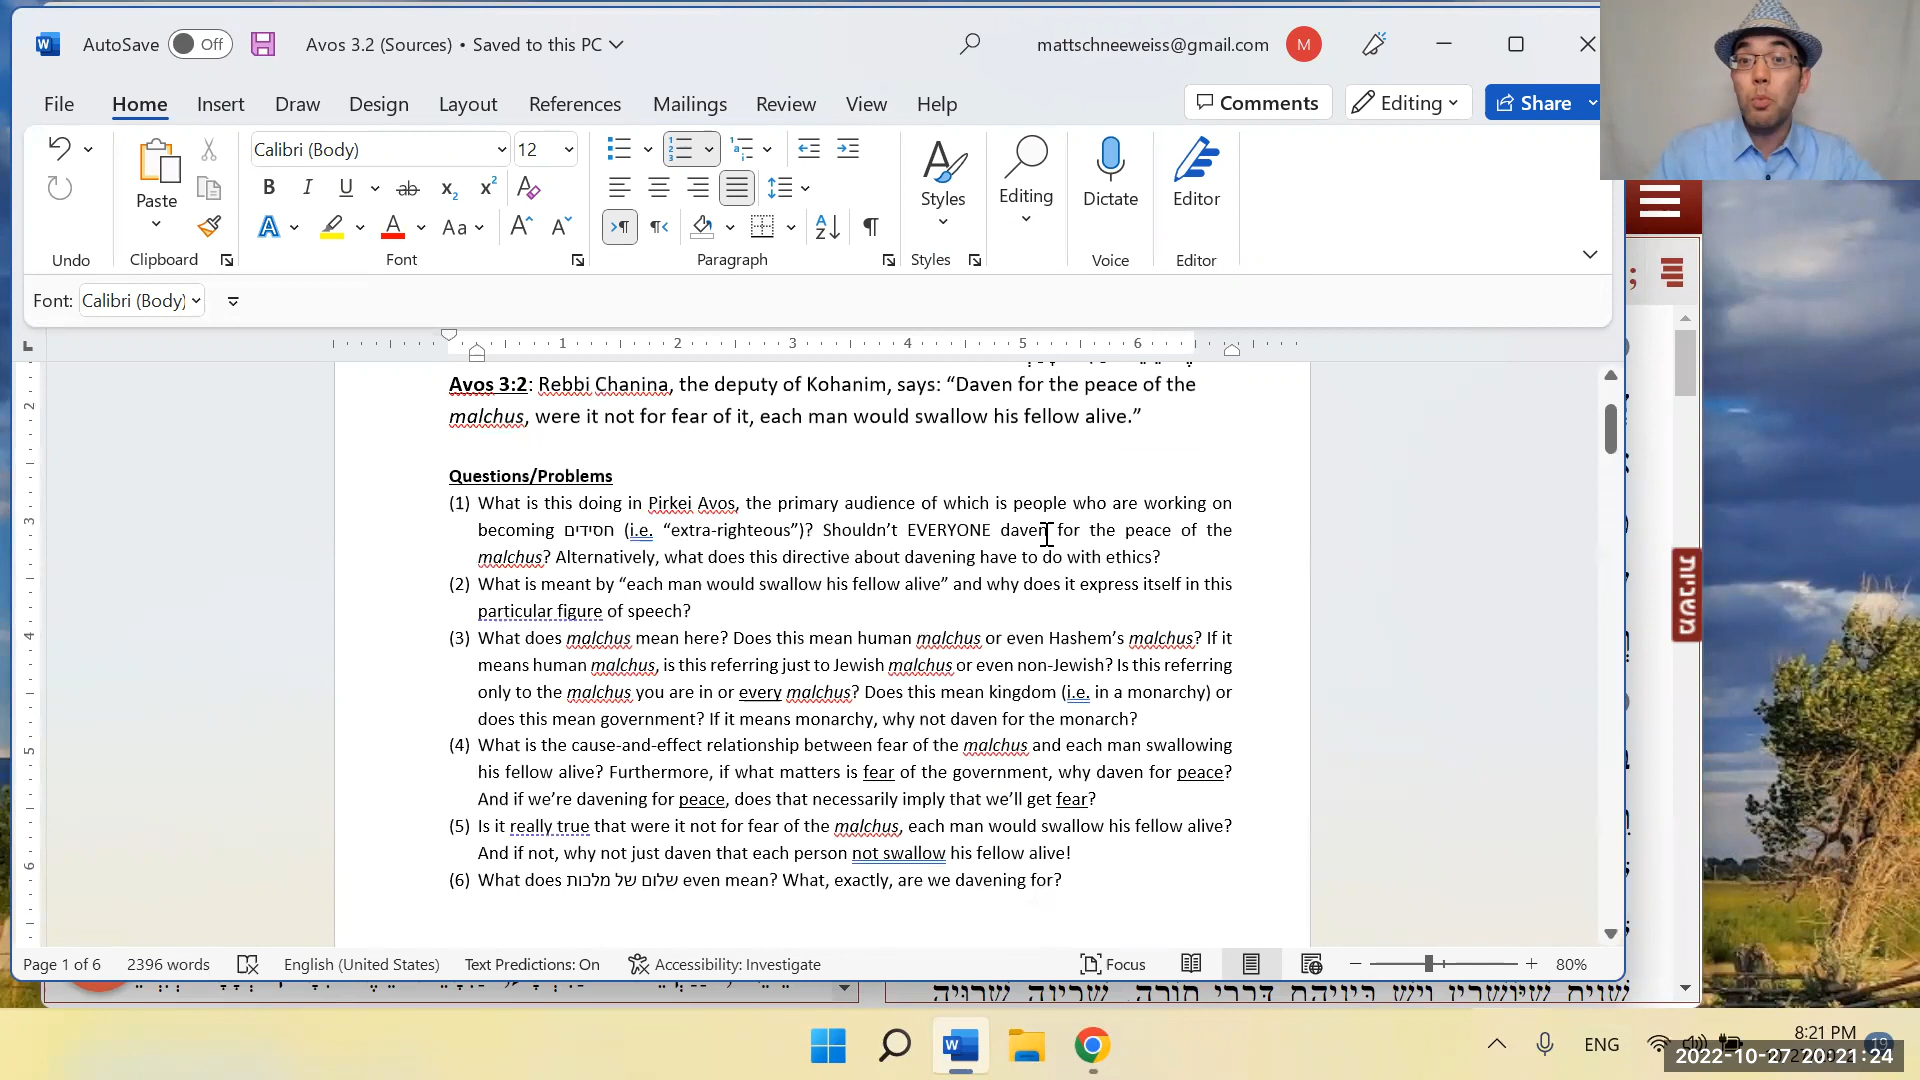 AutoSave Off Avos 3.2 (Sources) • Saved to this PC mattschneeweiss@gmail.com M
File Home Insert Draw Design Layout References Mailings Review View Help Comments Editing Share
Calibri (Body) 12
Paste Styles Editing Dictate Editor
Undo Clipboard Font Paragraph Styles Voice Editor
Font: Calibri (Body)
1 2 3 4 5 6
Avos 3:2: Rebbi Chanina, the deputy of Kohanim, says: “Daven for the peace of the
malchus, were it not for fear of it, each man would swallow his fellow alive.”
Questions/Problems
(1) What is this doing in Pirkei Avos, the primary audience of which is people who are working on
becoming חסידים (i.e. “extra-righteous”)? Shouldn’t EVERYONE daven for the peace of the
malchus? Alternatively, what does this directive about davening have to do with ethics?
(2) What is meant by “each man would swallow his fellow alive” and why does it express itself in this
particular figure of speech?
(3) What does malchus mean here? Does this mean human malchus or even Hashem’s malchus? If it
means human malchus, is this referring just to Jewish malchus or even non-Jewish? Is this referring
only to the malchus you are in or every malchus? Does this mean kingdom (i.e. in a monarchy) or
does this mean government? If it means monarchy, why not daven for the monarch?
(4) What is the cause-and-effect relationship between fear of the malchus and each man swallowing
his fellow alive? Furthermore, if what matters is fear of the government, why daven for peace?
And if we’re davening for peace, does that necessarily imply that we’ll get fear?
(5) Is it really true that were it not for fear of the malchus, each man would swallow his fellow alive?
And if not, why not just daven that each person not swallow his fellow alive!
(6) What does שלום של מלכות even mean? What, exactly, are we davening for?
משניות
Page 1 of 6 2396 words English (United States) Text Predictions: On Accessibility: Investigate Focus 80%
ENG 8:21 PM 19
2022-10-27 20:21:24